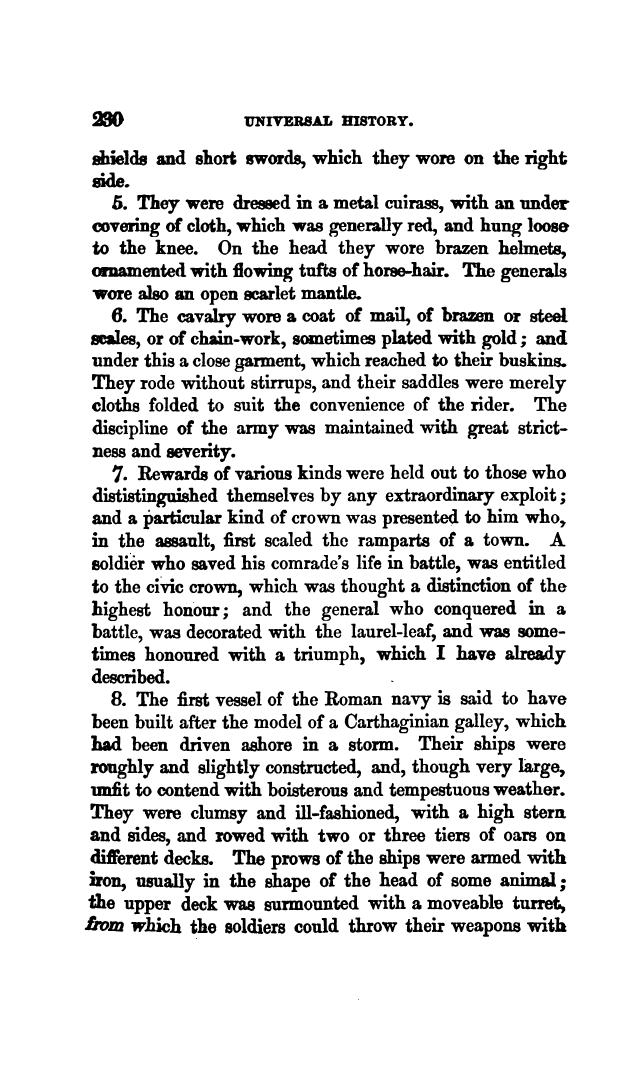 230 UNIVERSAL HISTORY.
shields and short swords, which they wore on the right
side.
5. They were dressed in a metal cuirass, with an under
covering of cloth, which was generally red, and hung loose
to the knee. On the head they wore brazen helmets,
ornamented with flowing tufts of horse-hair. The generals
wore also an open scarlet mantle.
6. The cavalry wore a coat of mail, of brazen or steel
scales, or of chain-work, sometimes plated with gold; and
under this a close garment, which reached to their buskins.
They rode without stirrups, and their saddles were merely
cloths folded to suit the convenience of the rider. The
discipline of the army was maintained with great strict-
ness and severity.
7. Rewards of various kinds were held out to those who
dististinguished themselves by any extraordinary exploit;
and a particular kind of crown was presented to him who,
in the assault, first scaled the ramparts of a town. A
soldier who saved his comrade's life in battle, was entitled
to the civic crown, which was thought a distinction of the
highest honour; and the general who conquered in a
battle, was decorated with the laurel-leaf, and was some-
times honoured with a triumph, which I have already
described.
8. The first vessel of the Roman navy is said to have
been built after the model of a Carthaginian galley, which
had been driven ashore in a storm. Their ships were
roughly and slightly constructed, and, though very large,
unfit to contend with boisterous and tempestuous weather.
They were clumsy and ill-fashioned, with a high stern
and sides, and rowed with two or three tiers of oars on
different decks. The prows of the ships were armed with
iron, usually in the shape of the head of some animal;
the upper deck was surmounted with a moveable turret,
from which the soldiers could throw their weapons with